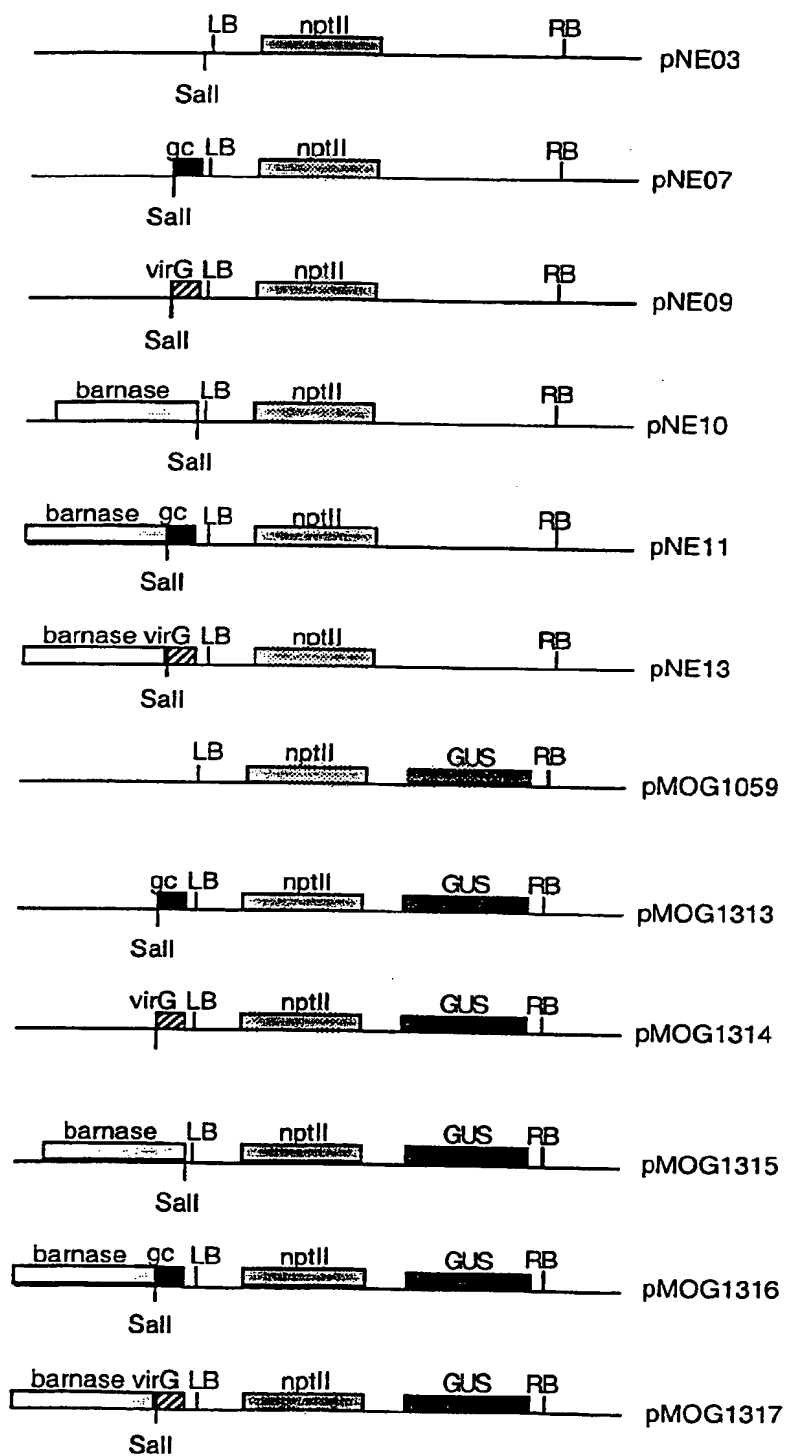 LB nptII RB
pNE03
SalI
gc LB nptII RB
pNE07
SalI
virG LB nptII RB
pNE09
SalI
barnase LB nptII RB
pNE10
SalI
barnase gc LB nptII RB
pNE11
SalI
barnase virG LB nptII RB
pNE13
SalI
LB nptII GUS RB
pMOG1059
gc LB nptII GUS RB
pMOG1313
SalI
virG LB nptII GUS RB
pMOG1314
barnase LB nptII GUS RB
pMOG1315
SalI
barnase gc LB nptII GUS RB
pMOG1316
SalI
barnase virG LB nptII GUS RB
pMOG1317
SalI